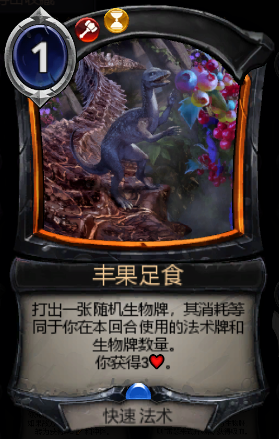 1
丰果足食
打出一张随机生物牌，其消耗等
同于你在本回合使用的法术牌和
生物牌数量。
你获得3❤。
快速 法术